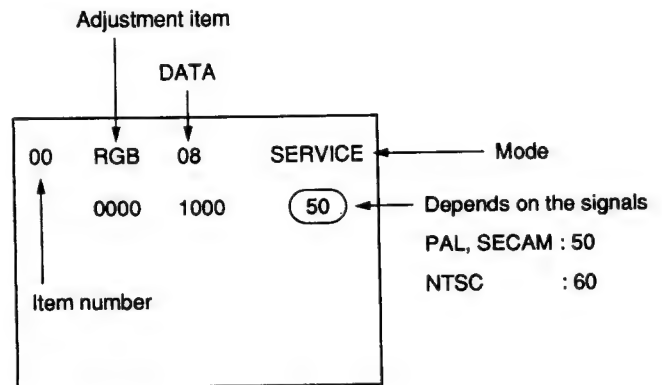 Adjustment item
DATA
00 RGB 08 SERVICE
Mode
0000 1000 50
Depends on the signals
PAL, SECAM : 50
NTSC : 60
Item number